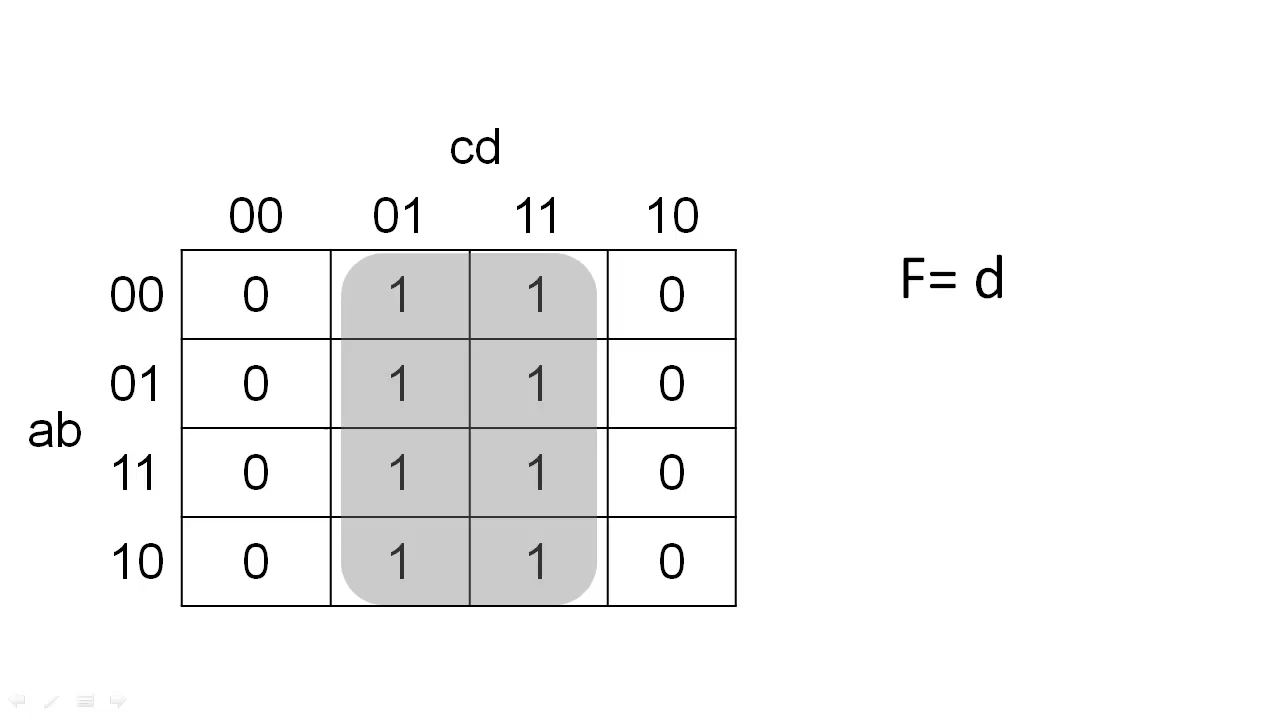 cd
00 01 11 10
00 0 1 1 0
F= d
01 0 1 1 0
ab
11 0 1 1 0
10 0 1 1 0